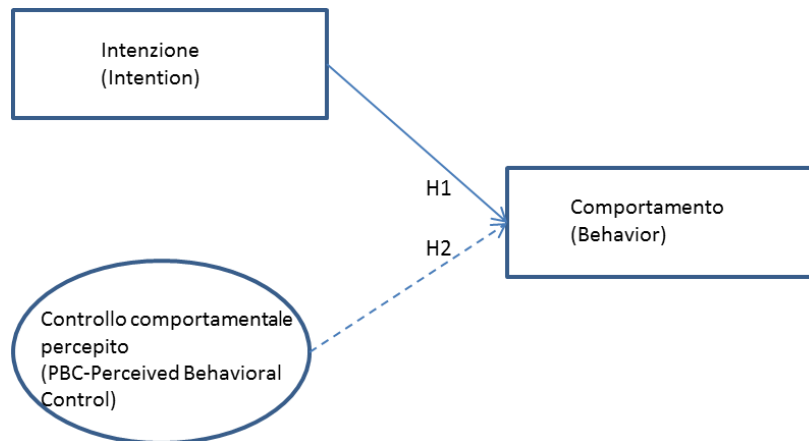 Intenzione
(Intention)
H1
Comportamento
(Behavior)
H2
Controllo comportamentale
percepito
(PBC-Perceived Behavioral
Control)